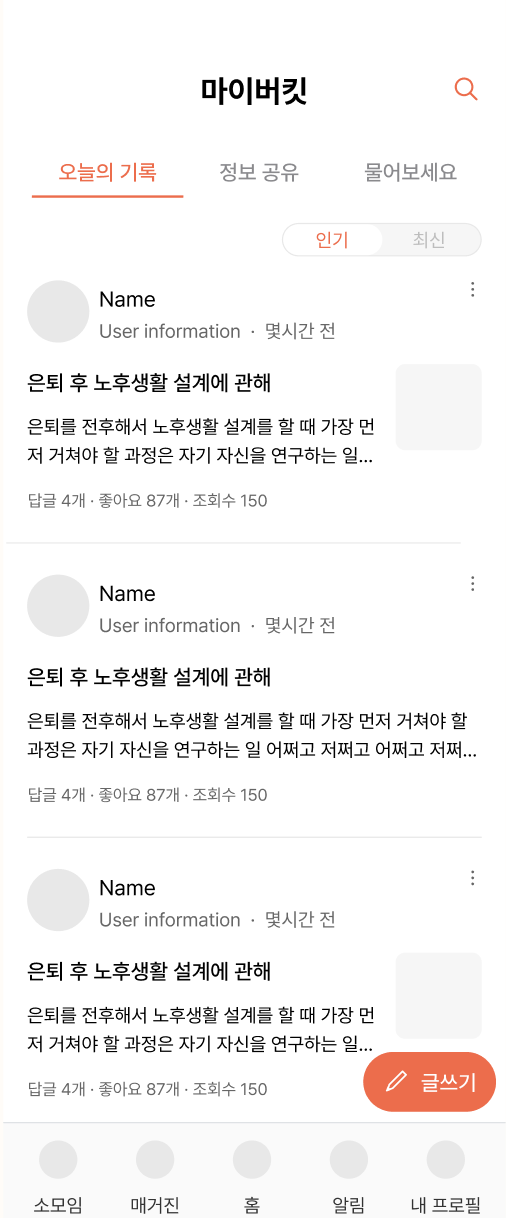 마이버킷
오늘의 기록 정보 공유 물어보세요
인기 최신
Name
User information · 몇시간 전
은퇴 후 노후생활 설계에 관해
은퇴를 전후해서 노후생활 설계를 할 때 가장 먼
저 거쳐야 할 과정은 자기 자신을 연구하는 일...
답글 4개 · 좋아요 87개 · 조회수 150
Name
User information · 몇시간 전
은퇴 후 노후생활 설계에 관해
은퇴를 전후해서 노후생활 설계를 할 때 가장 먼저 거쳐야 할
과정은 자기 자신을 연구하는 일 어쩌고 저쩌고 어쩌고 저쩌...
답글 4개 · 좋아요 87개 · 조회수 150
Name
User information · 몇시간 전
은퇴 후 노후생활 설계에 관해
은퇴를 전후해서 노후생활 설계를 할 때 가장 먼
저 거쳐야 할 과정은 자기 자신을 연구하는 일...
답글 4개 · 좋아요 87개 · 조회수 150
글쓰기
소모임 매거진 홈 알림 내 프로필